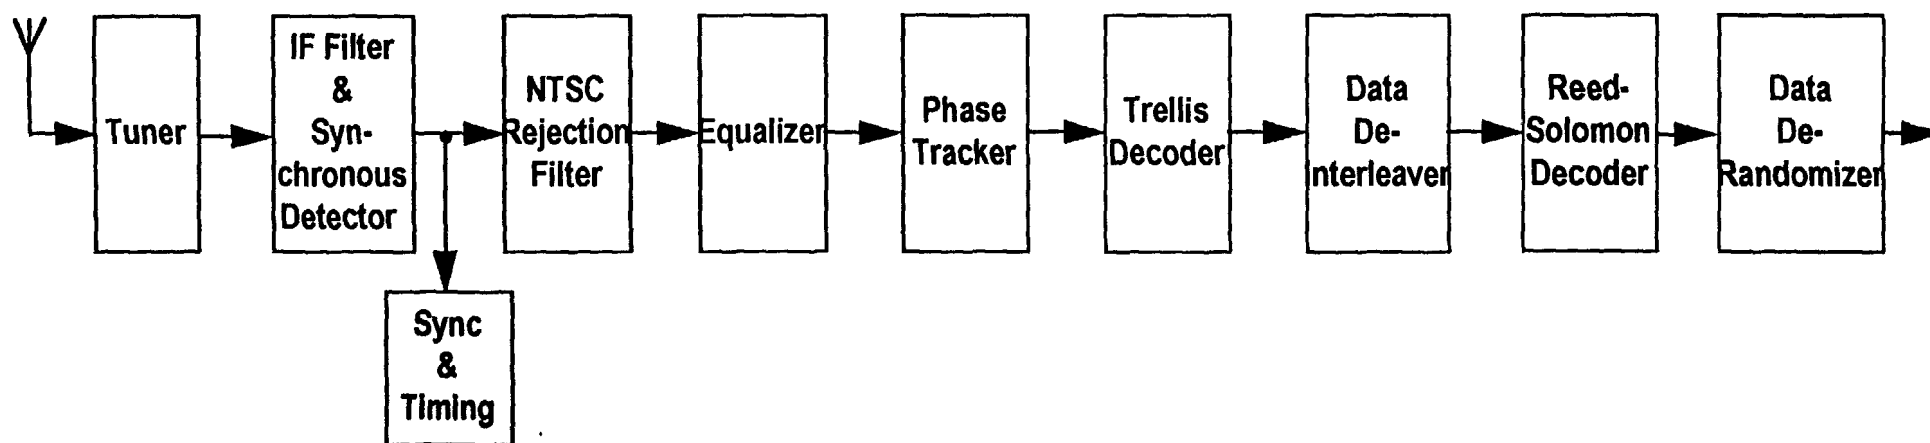 Tuner
IF Filter
&
Syn-
chronous
Detector
NTSC
Rejection
Filter
Equalizer
Phase
Tracker
Trellis
Decoder
Data
De-
nterleaver
Reed-
Solomon
Decoder
Data
De-
Randomizer
Sync
&
Timing